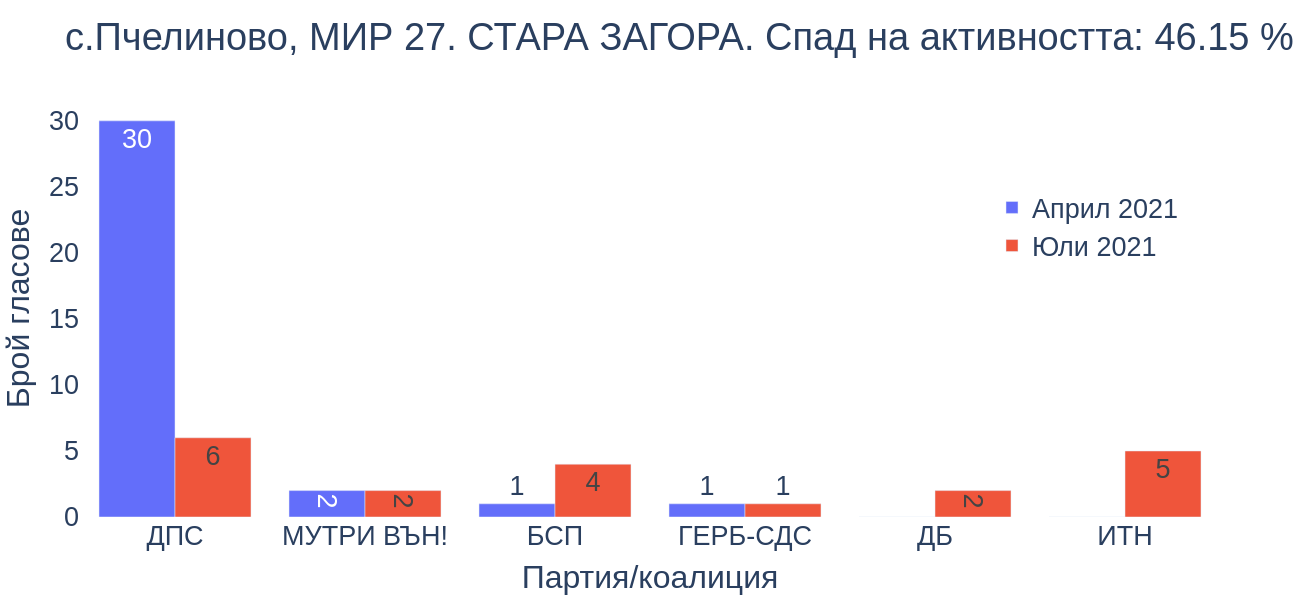 с.Пчелиново, МИР 27. СТАРА ЗАГОРА. Спад на активността: 46.15 %
Брой гласове
30
25
20
15
10
5
0
30
6
2
2
1
4
1
1
2
5
Април 2021
Юли 2021
ДПС
МУТРИ ВЪН!
БСП
ГЕРБ-СДС
ДБ
ИТН
Партия/коалиция